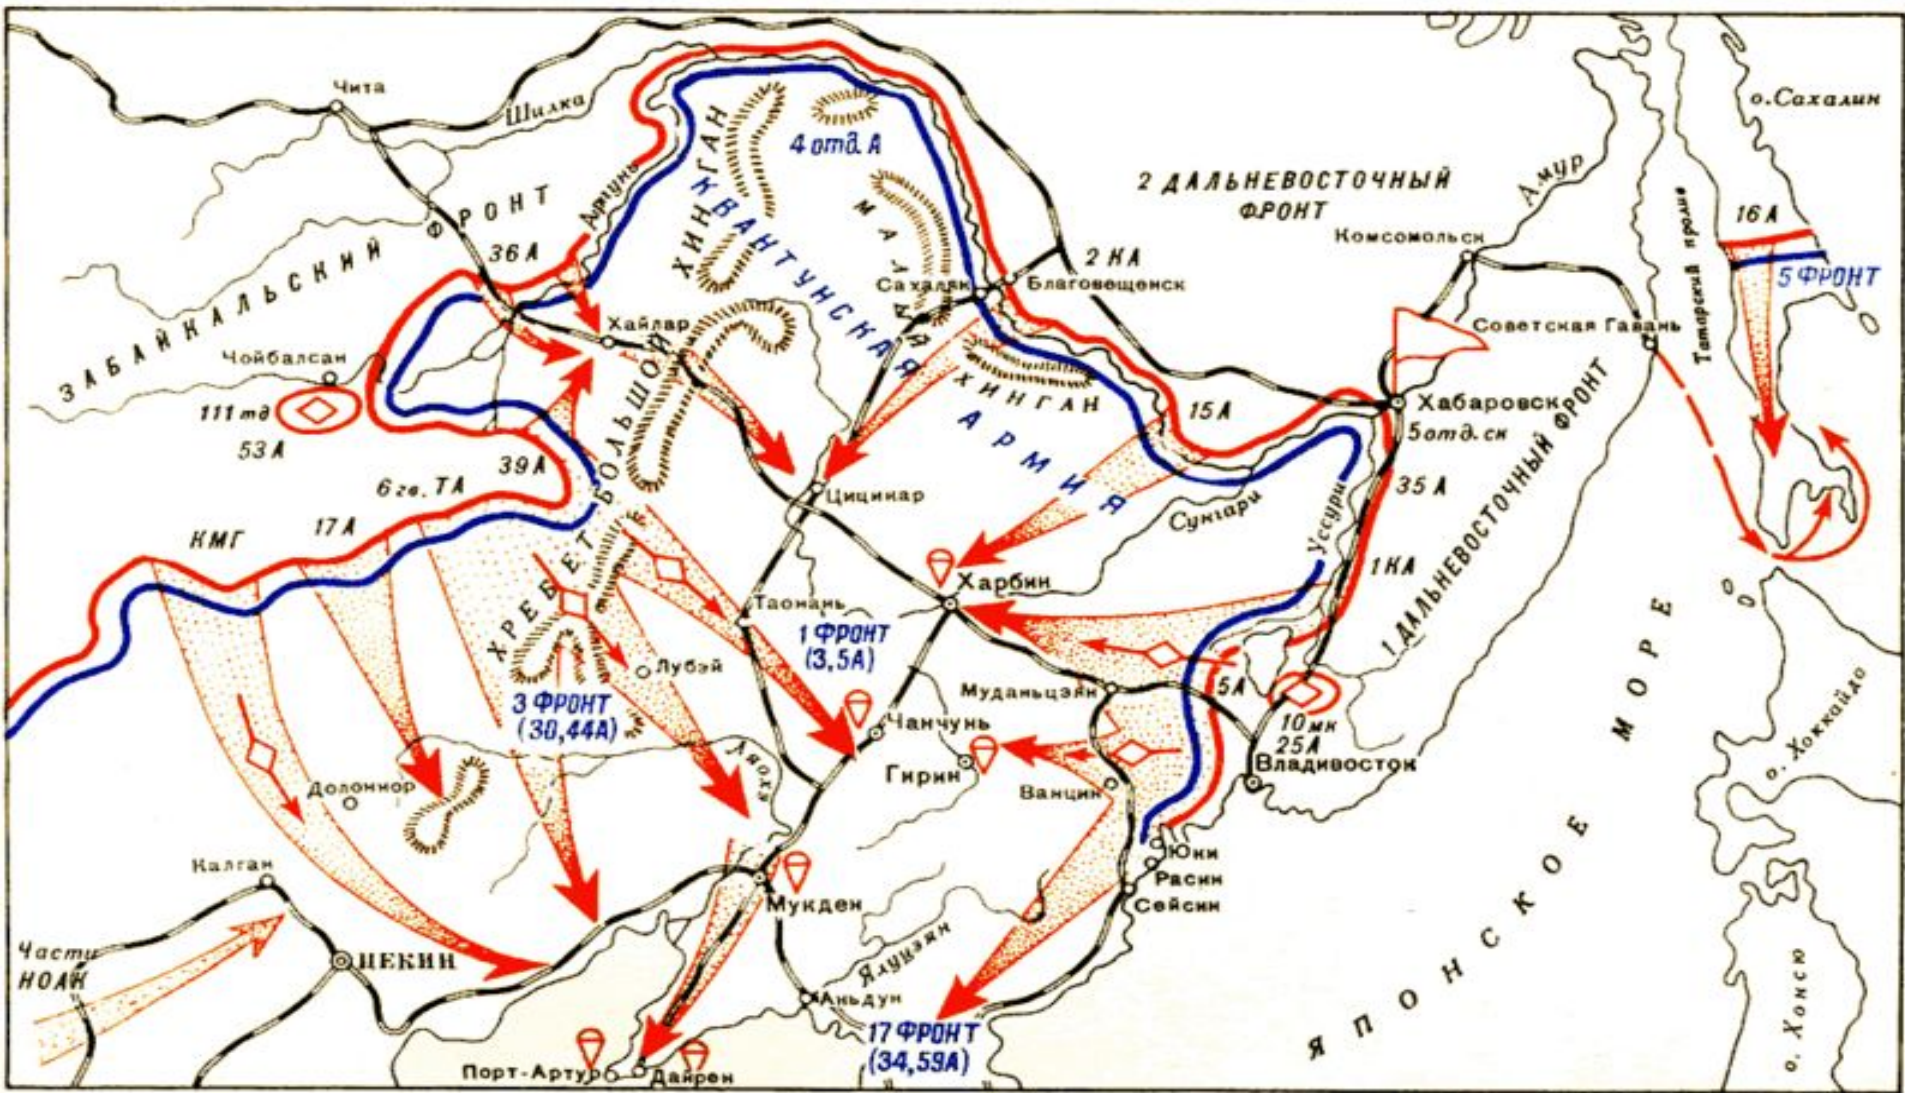 Чита
Шилка
о. Сахалин
4 отд. А
ХИНГАН
Аргунь
КВАНТУНСКАЯ АРМИЯ
МАЛЫЙ ХИНГАН
2 ДАЛЬНЕВОСТОЧНЫЙ
ФРОНТ
Амур
Татарский пролив
16 А
5 ФРОНТ
ЗАБАЙКАЛЬСКИЙ ФРОНТ
36 А
2 КА
Комсомольск
Сахалян
Благовещенск
Советская Гавань
Хайлар
Чойбалсан
111 тд
53 А
ХРЕБЕТ БОЛЬШОЙ
15 А
Хабаровск
5 отд. ск
39 А
6 гв. ТА
17 А
КМГ
Цицикар
Сунгари
Уссури
35 А
1 КА
1 ДАЛЬНЕВОСТОЧНЫЙ ФРОНТ
Харбин
Таонань
1 ФРОНТ
(3,5А)
Лубэй
3 ФРОНТ
(30,44А)
Муданьцзян
5 А
10 мк
25 А
Владивосток
Чанчунь
Гирин
Ванцин
Ляохэ
Долоннор
Юки
Расин
Сейсин
Калган
Мукден
Ялуцзян
Части
НОАК
ПЕКИН
Аньдун
17 ФРОНТ
(34,59А)
Порт-Артур
Дайрен
ЯПОНСКОЕ МОРЕ
о. Хоккайдо
о. Хонсю